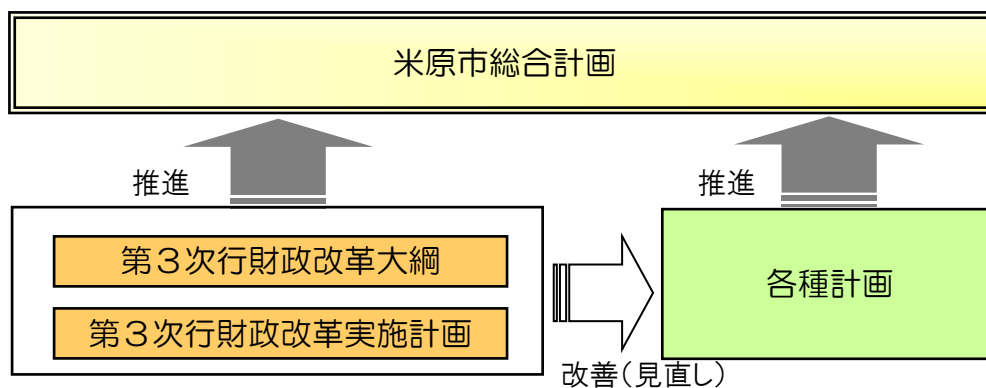 米原市総合計画
推進
推進
第３次行財政改革大綱
第３次行財政改革実施計画
各種計画
改善（見直し）